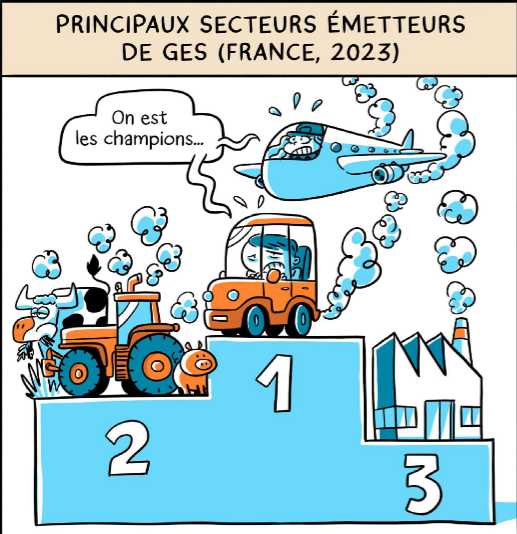 PRINCIPAUX SECTEURS ÉMETTEURS
DE GES (FRANCE, 2023)
On est
les champions...
1
2
3